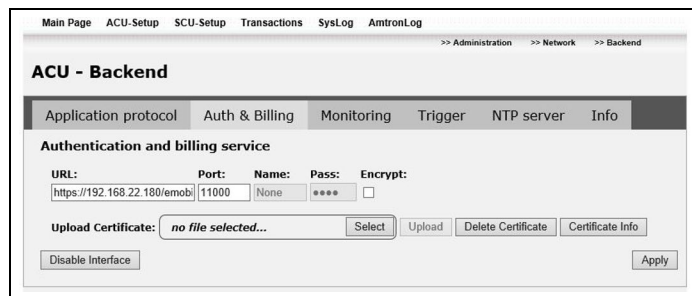 Main Page ACU-Setup SCU-Setup Transactions SysLog AmtronLog
>> Administration >> Network >> Backend
ACU - Backend
Application protocol Auth & Billing Monitoring Trigger NTP server Info
Authentication and billing service
URL: Port: Name: Pass: Encrypt:
https://192.168.22.180/emobi 11000 None ●●●●
Upload Certificate: no file selected... Select Upload Delete Certificate Certificate Info
Disable Interface Apply